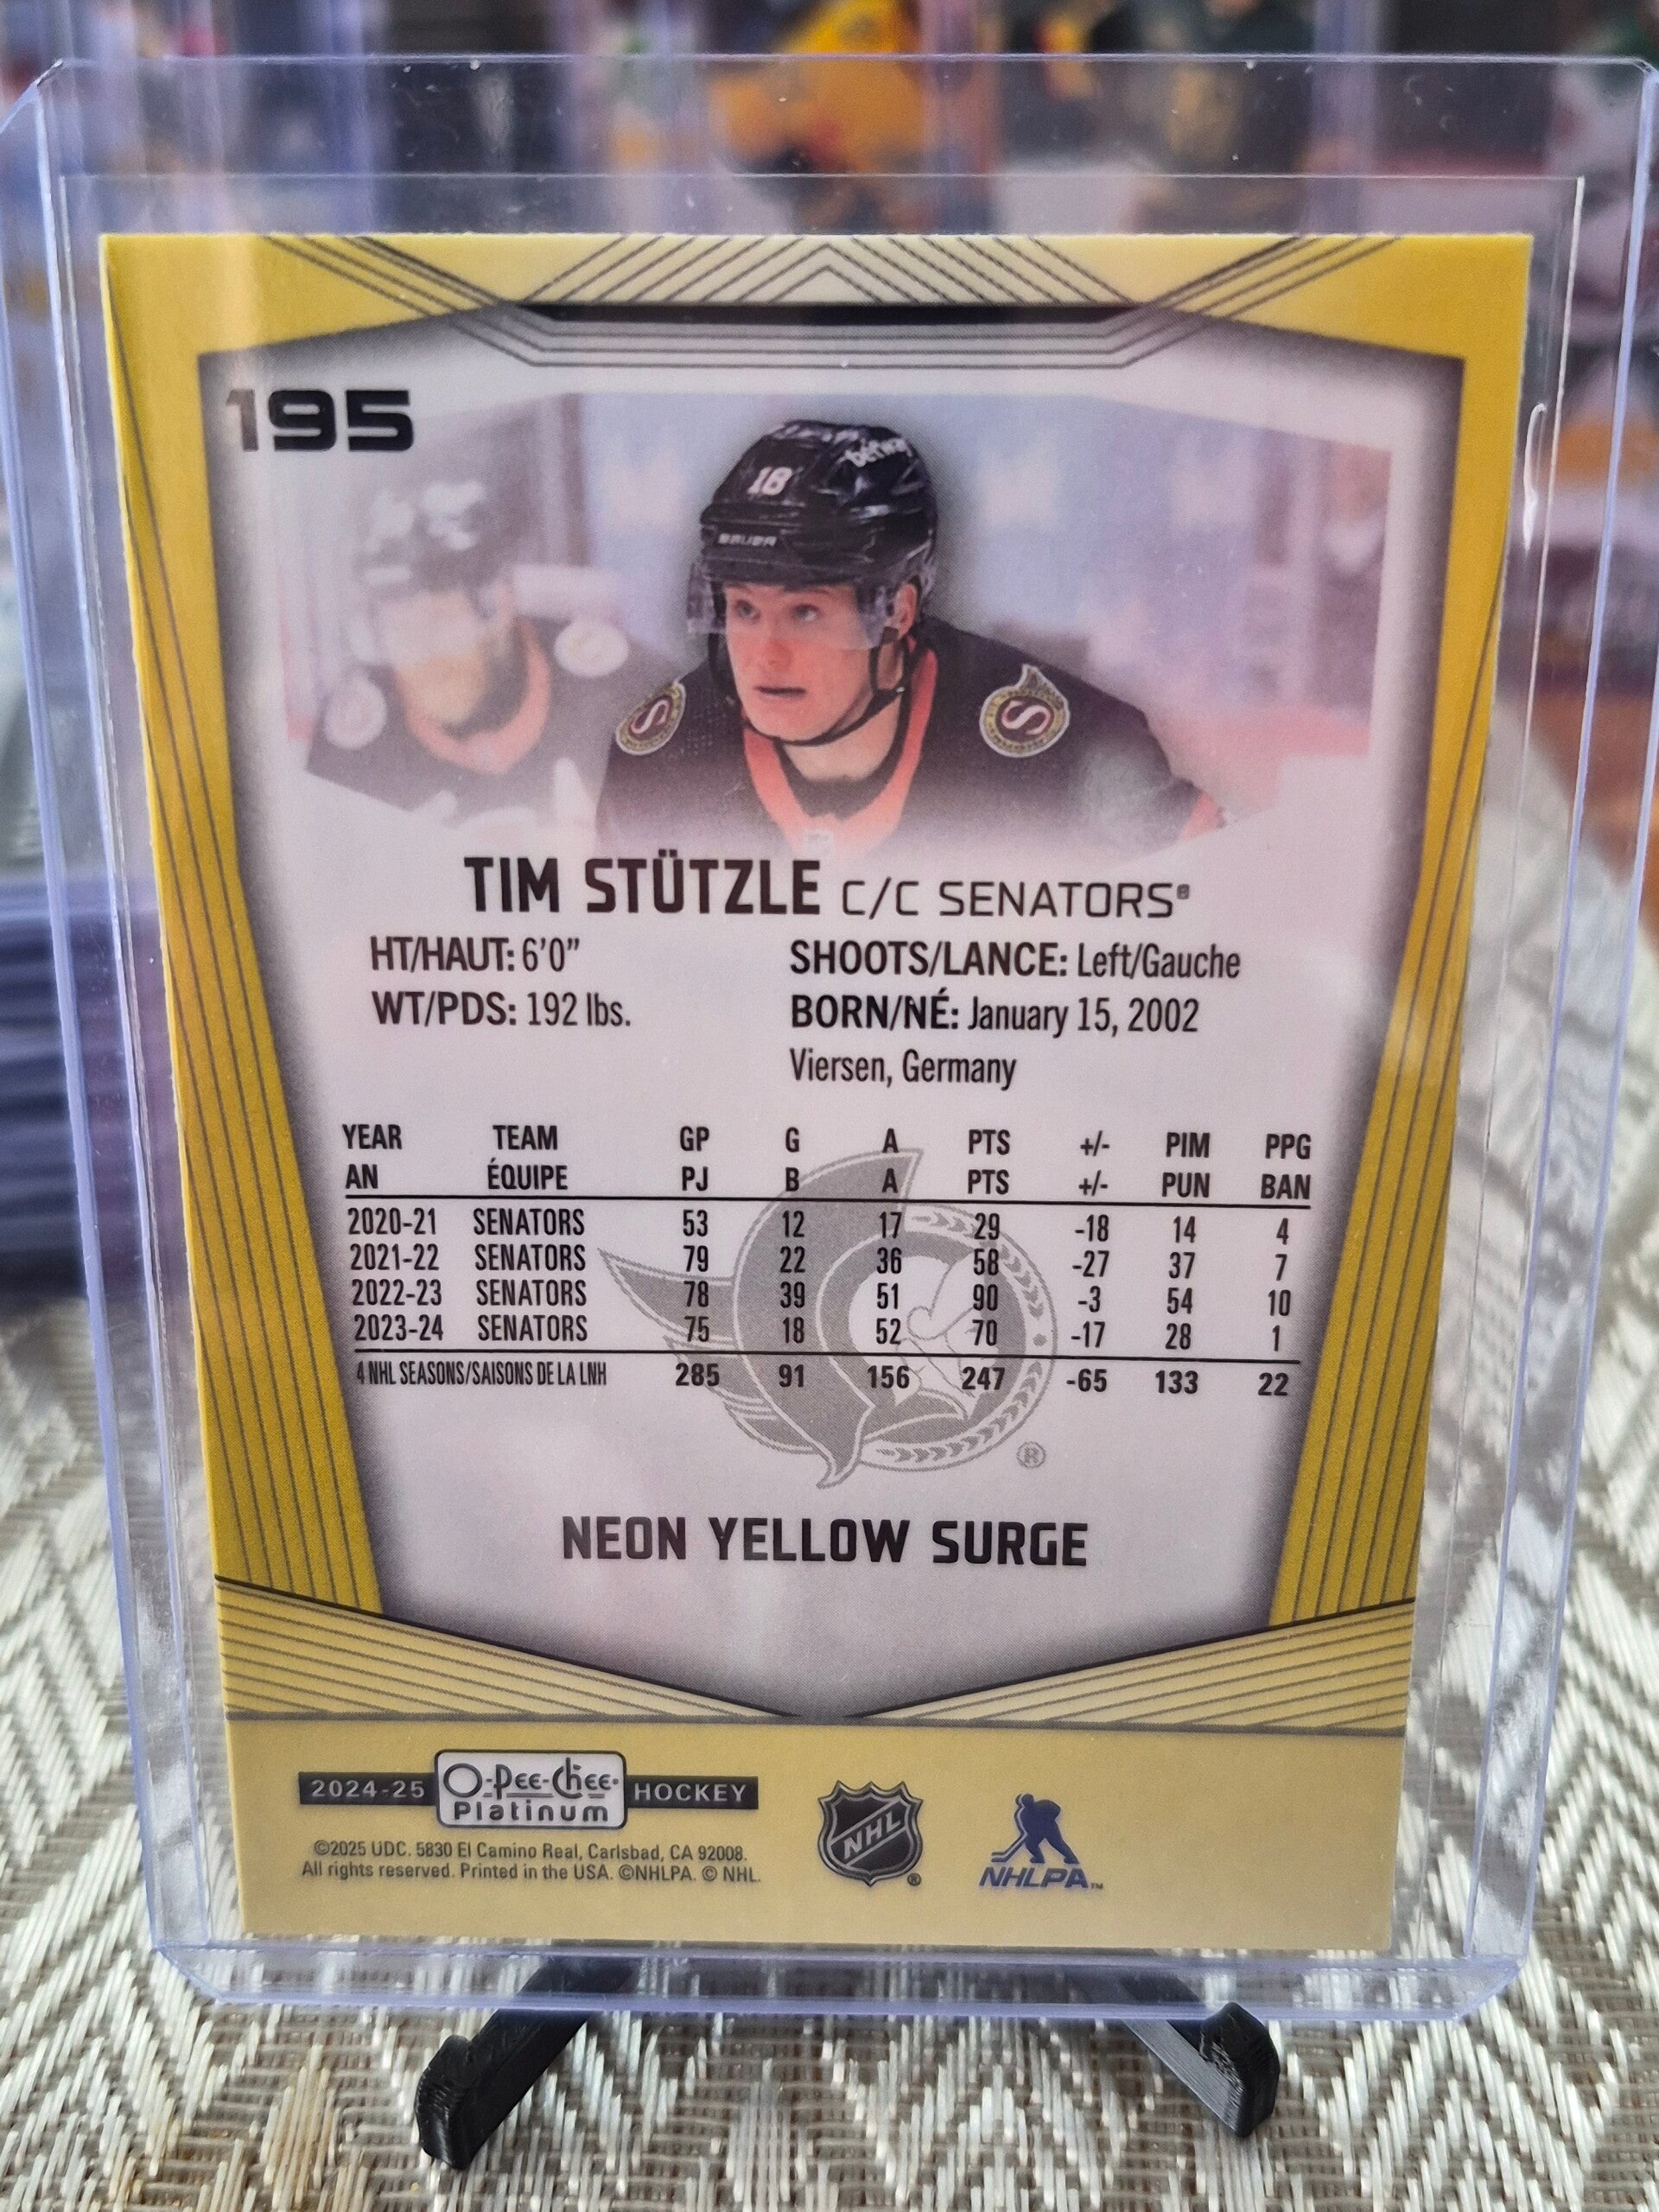 195
18
betway
BAUER
TIM STÜTZLE C/C SENATORS®
HT/HAUT: 6'0" SHOOTS/LANCE: Left/Gauche
WT/PDS: 192 lbs. BORN/NÉ: January 15, 2002
Viersen, Germany
YEAR TEAM GP G A PTS +/- PIM PPG
AN ÉQUIPE PJ B A PTS +/- PUN BAN
2020-21 SENATORS 53 12 17 29 -18 14 4
2021-22 SENATORS 79 22 36 58 -27 37 7
2022-23 SENATORS 78 39 51 90 -3 54 10
2023-24 SENATORS 75 18 52 70 -17 28 1
4 NHL SEASONS/SAISONS DE LA LNH 285 91 156 247 -65 133 22
®
NEON YELLOW SURGE
2024-25 O-Pee-Chee Platinum HOCKEY
©2025 UDC. 5830 El Camino Real, Carlsbad, CA 92008.
All rights reserved. Printed in the USA. ©NHLPA. © NHL.
NHL®
NHLPA™